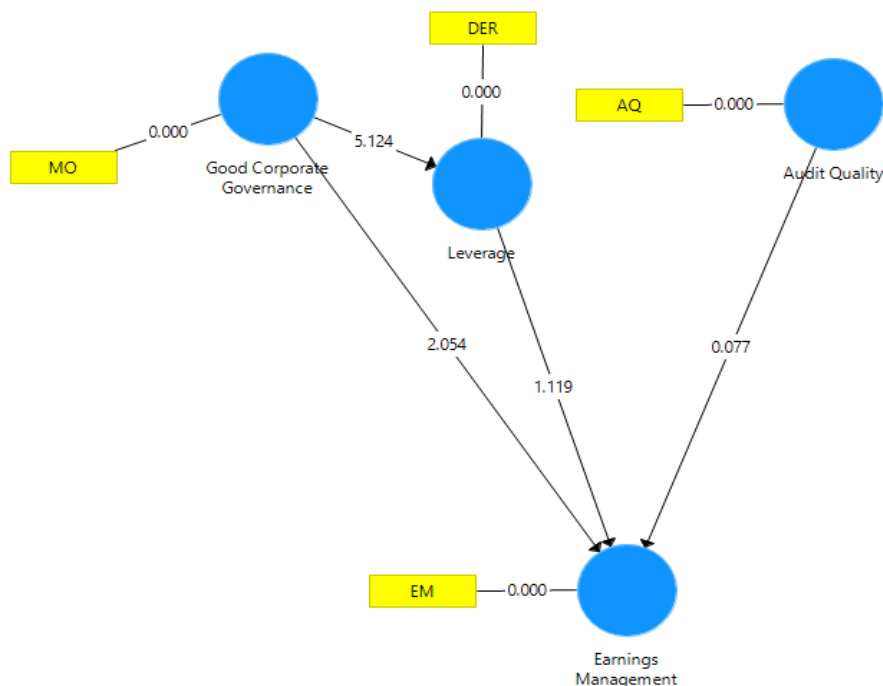 DER
0.000
AQ
0.000
MO
0.000
5.124
Good Corporate
Governance
Audit Quality
Leverage
2.054
0.077
1.119
EM
0.000
Earnings
Management